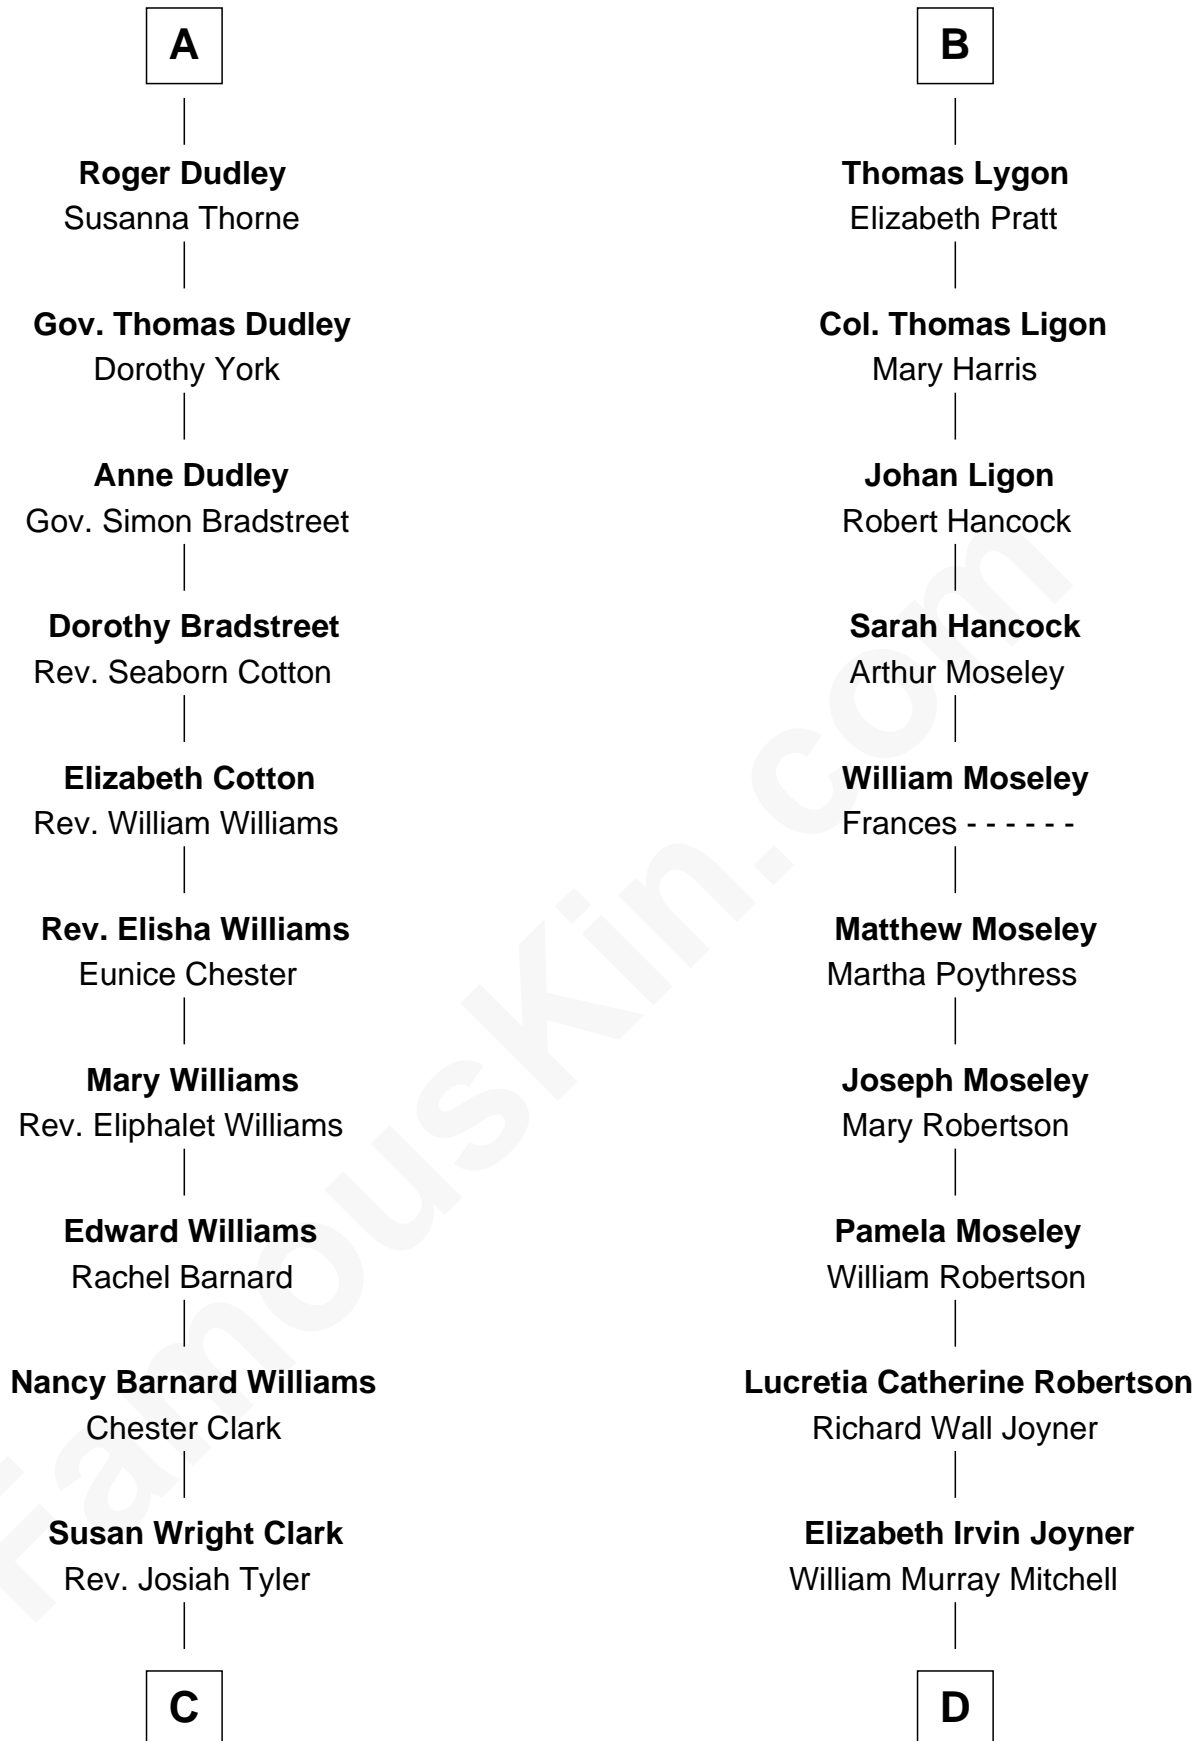 A
Roger Dudley
Susanna Thorne
Gov. Thomas Dudley
Dorothy York
Anne Dudley
Gov. Simon Bradstreet
Dorothy Bradstreet
Rev. Seaborn Cotton
Elizabeth Cotton
Rev. William Williams
Rev. Elisha Williams
Eunice Chester
Mary Williams
Rev. Eliphalet Williams
Edward Williams
Rachel Barnard
Nancy Barnard Williams
Chester Clark
Susan Wright Clark
Rev. Josiah Tyler
C
B
Thomas Lygon
Elizabeth Pratt
Col. Thomas Ligon
Mary Harris
Johan Ligon
Robert Hancock
Sarah Hancock
Arthur Moseley
William Moseley
Frances - - - - - -
Matthew Moseley
Martha Poythress
Joseph Moseley
Mary Robertson
Pamela Moseley
William Robertson
Lucretia Catherine Robertson
Richard Wall Joyner
Elizabeth Irvin Joyner
William Murray Mitchell
D
FamousKin.com